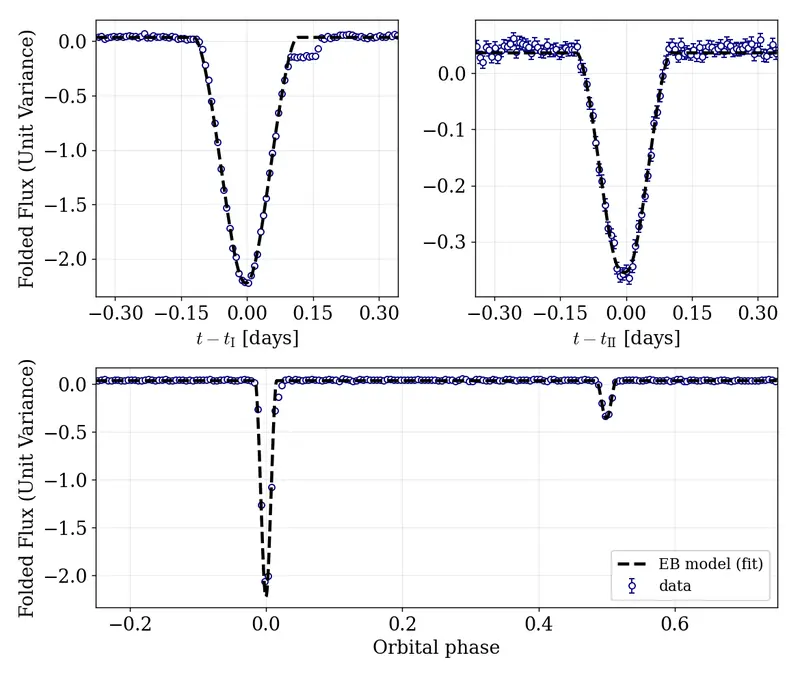 Folded Flux (Unit Variance)
0.0
−0.5
−1.0
−1.5
−2.0
−0.30 −0.15 0.00 0.15 0.30
t − t_I [days]
0.0
−0.1
−0.2
−0.3
−0.30 −0.15 0.00 0.15 0.30
t − t_II [days]
Folded Flux (Unit Variance)
0.0
−0.5
−1.0
−1.5
−2.0
−0.2 0.0 0.2 0.4 0.6
Orbital phase
EB model (fit)
data